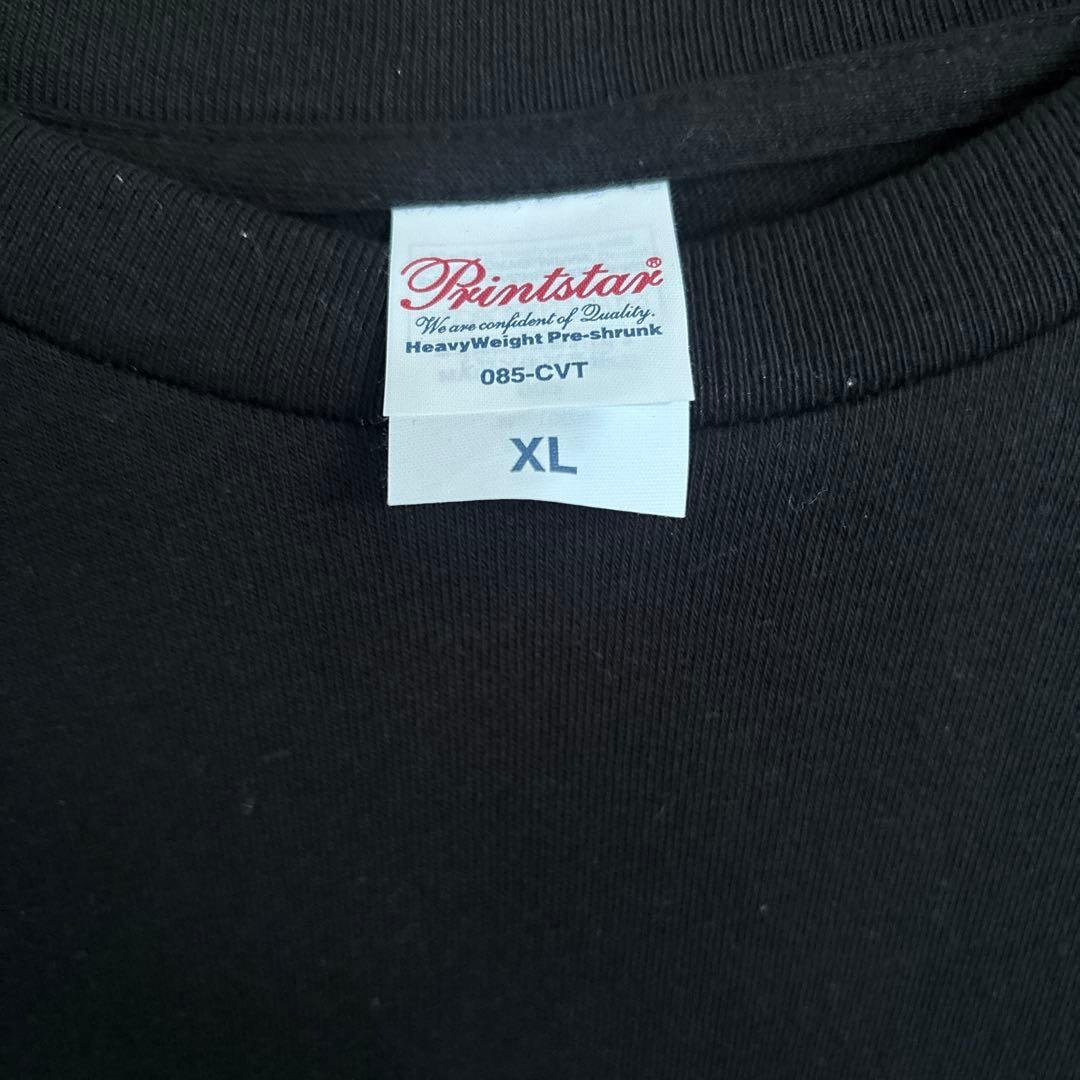 Printstar®
We are confident of Quality.
HeavyWeight Pre-shrunk
085-CVT
XL